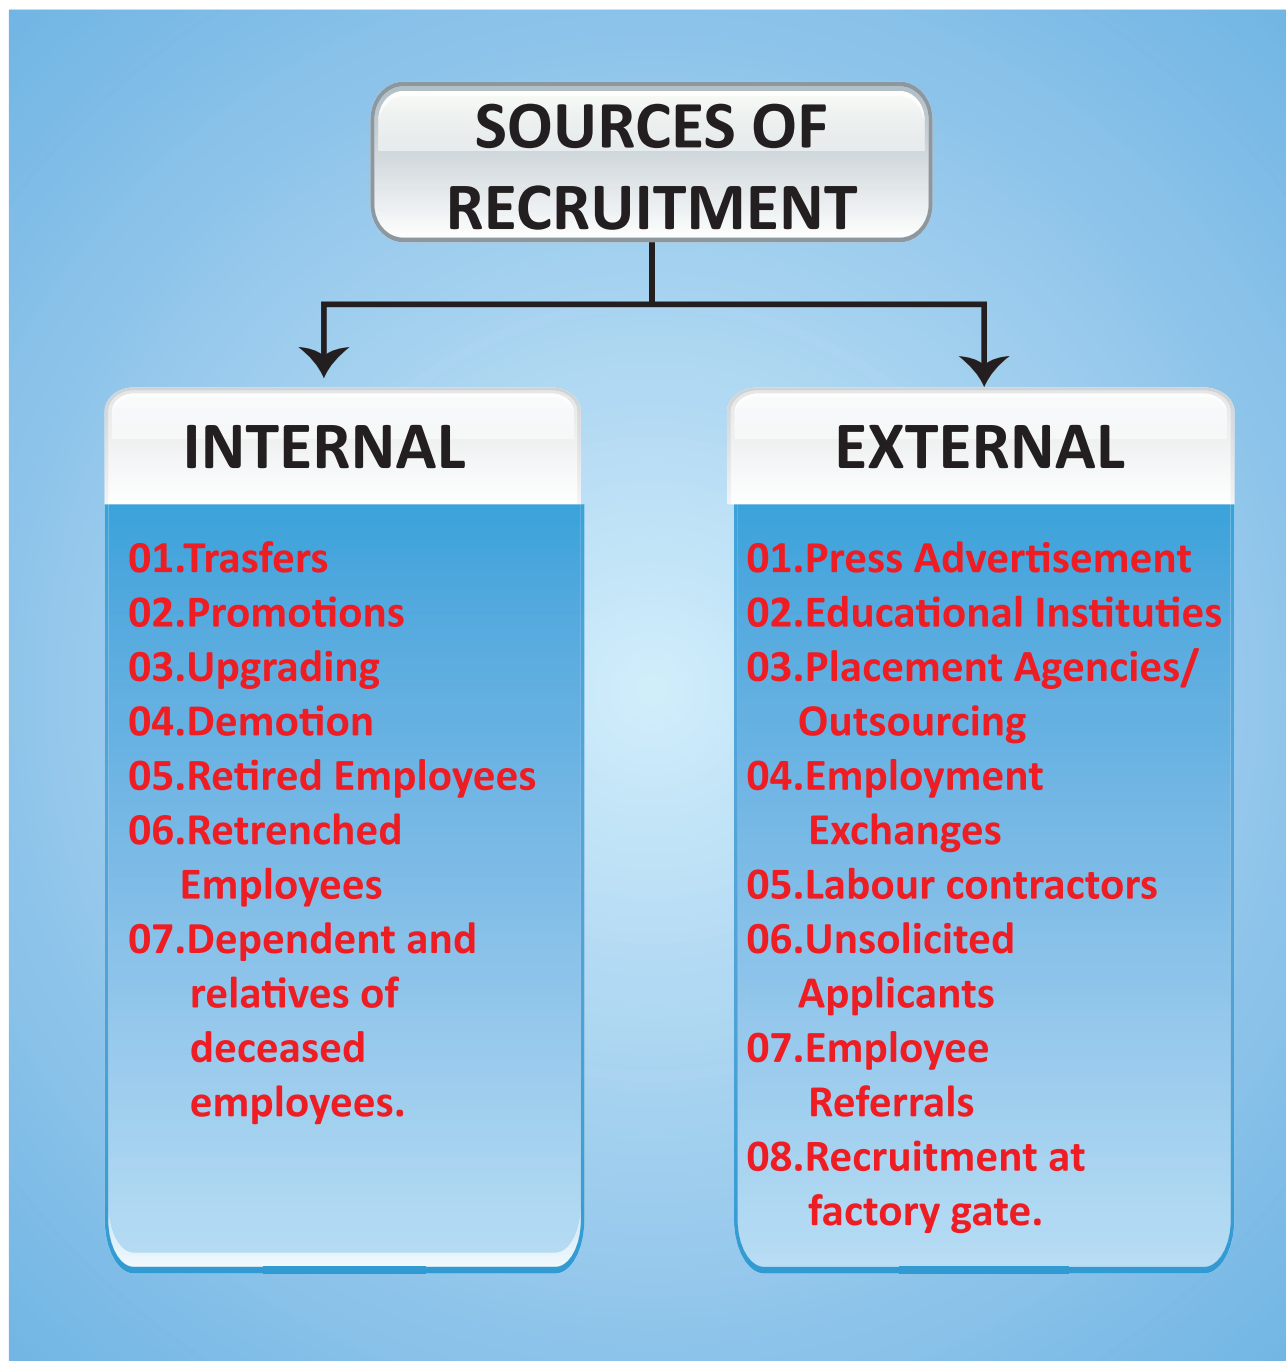 SOURCES OF
RECRUITMENT
INTERNAL
01.Trasfers
02.Promotions
03.Upgrading
04.Demotion
05.Retired Employees
06.Retrenched
Employees
07.Dependent and
relatives of
deceased
employees.
EXTERNAL
01.Press Advertisement
02.Educational Instituties
03.Placement Agencies/
Outsourcing
04.Employment
Exchanges
05.Labour contractors
06.Unsolicited
Applicants
07.Employee
Referrals
08.Recruitment at
factory gate.